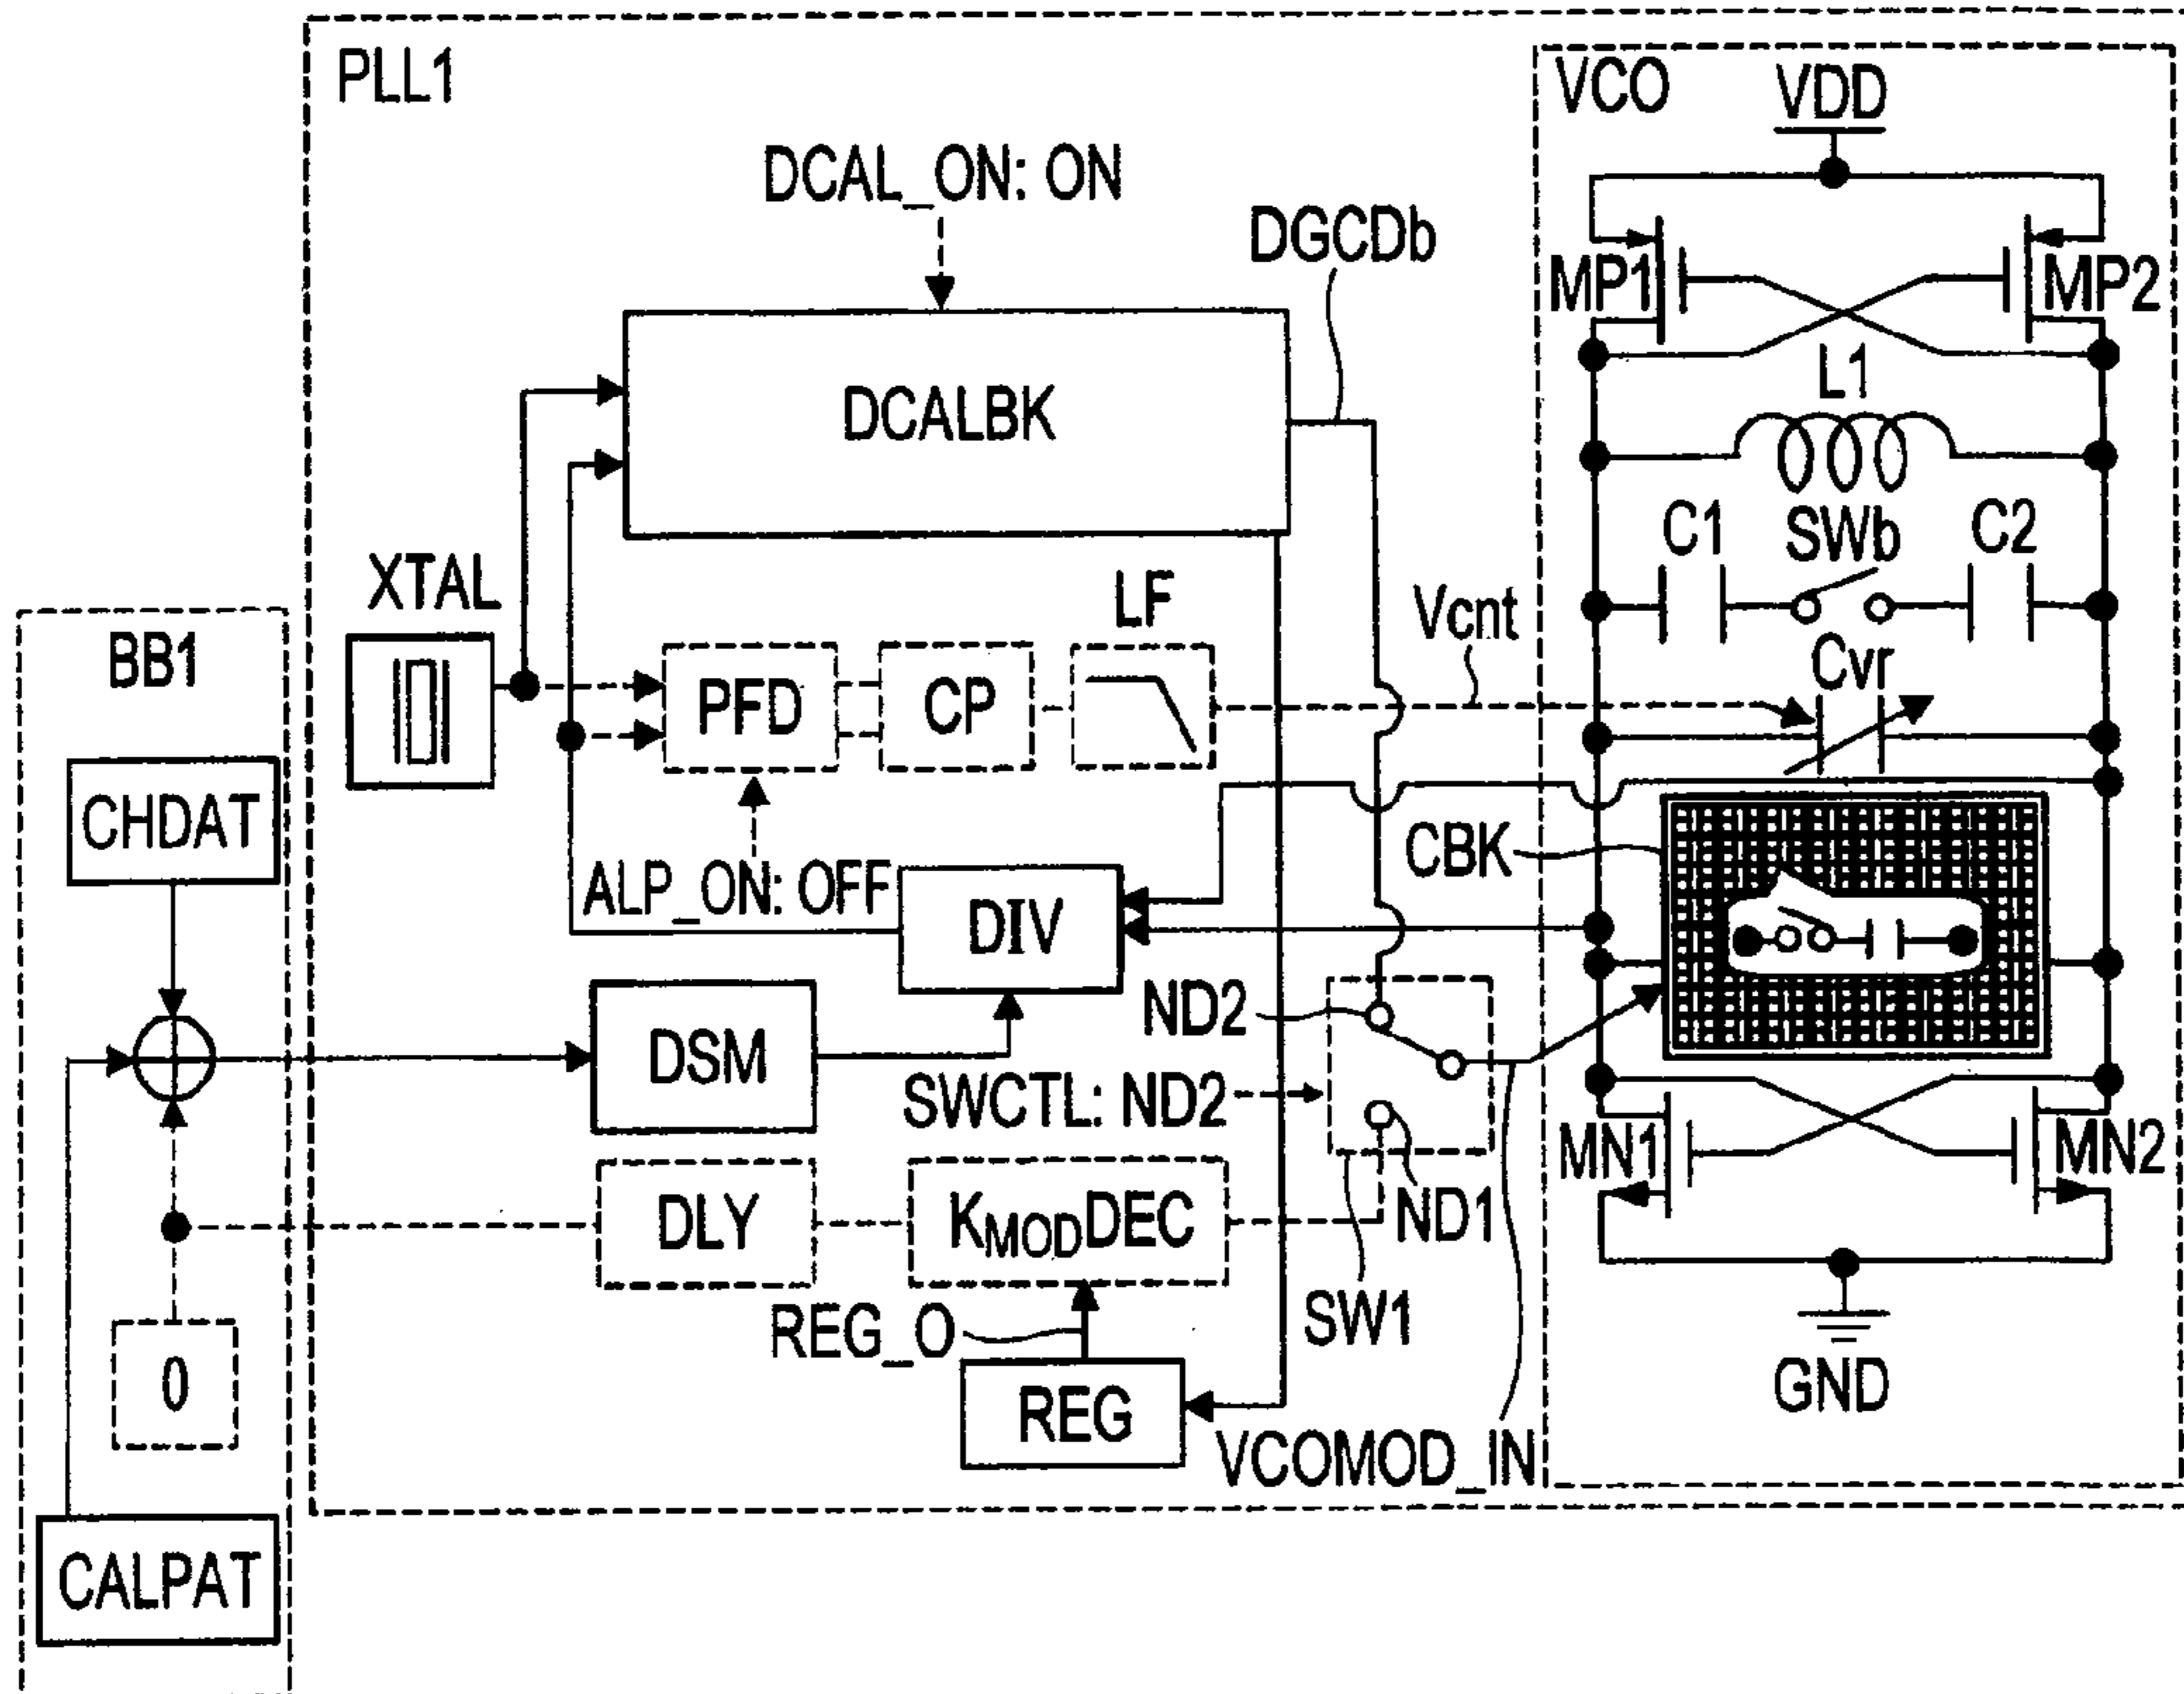 PLL1
VCO
VDD
DCAL_ON: ON
DGCDb
MP1
MP2
L1
DCALBK
C1
SWb
C2
XTAL
LF
Vcnt
Cvr
BB1
PFD
CP
CHDAT
CBK
ALP_ON: OFF
DIV
ND2
DSM
SWCTL: ND2
MN1
MN2
DLY
KMODDEC
ND1
REG_O
SW1
0
GND
REG
VCOMOD_IN
CALPAT